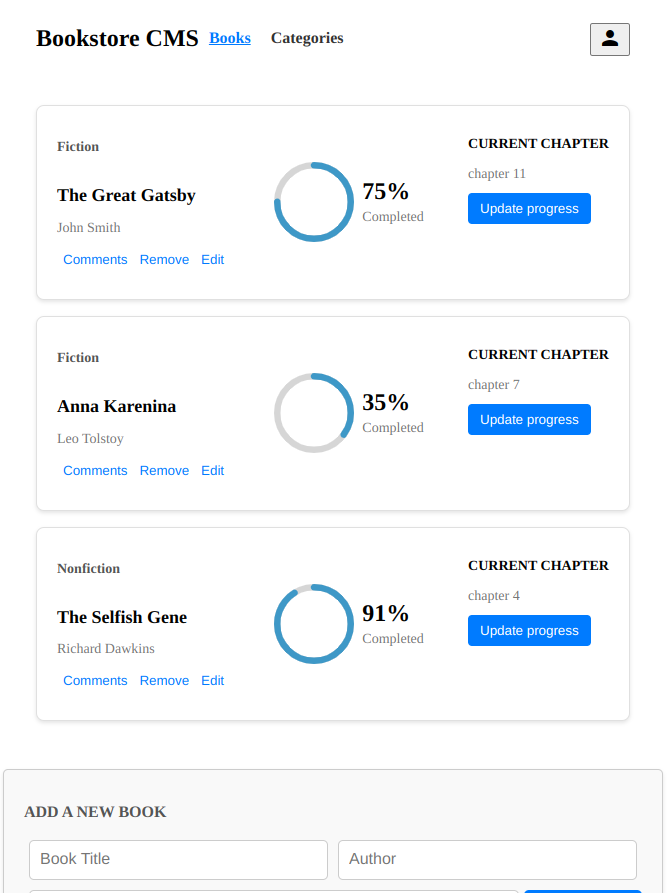 Bookstore CMS Books Categories
Fiction
The Great Gatsby
John Smith
Comments Remove Edit
75%
Completed
CURRENT CHAPTER
chapter 11
Update progress
Fiction
Anna Karenina
Leo Tolstoy
Comments Remove Edit
35%
Completed
CURRENT CHAPTER
chapter 7
Update progress
Nonfiction
The Selfish Gene
Richard Dawkins
Comments Remove Edit
91%
Completed
CURRENT CHAPTER
chapter 4
Update progress
ADD A NEW BOOK
Book Title
Author